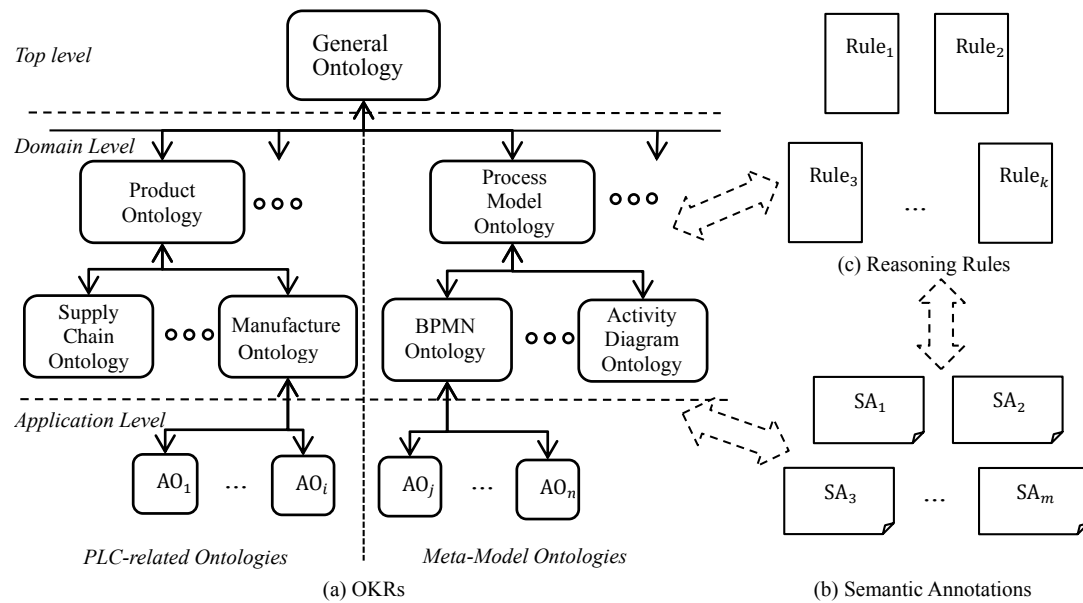 Top level
General
Ontology
Domain Level
Product
Ontology
Process
Model
Ontology
Supply
Chain
Ontology
Manufacture
Ontology
BPMN
Ontology
Activity
Diagram
Ontology
Application Level
AO₁
...
AOᵢ
AOⱼ
...
AOₙ
PLC-related Ontologies
Meta-Model Ontologies
(a) OKRs
Rule₁
Rule₂
Rule₃
...
Ruleₖ
(c) Reasoning Rules
SA₁
SA₂
SA₃
...
SAₘ
(b) Semantic Annotations